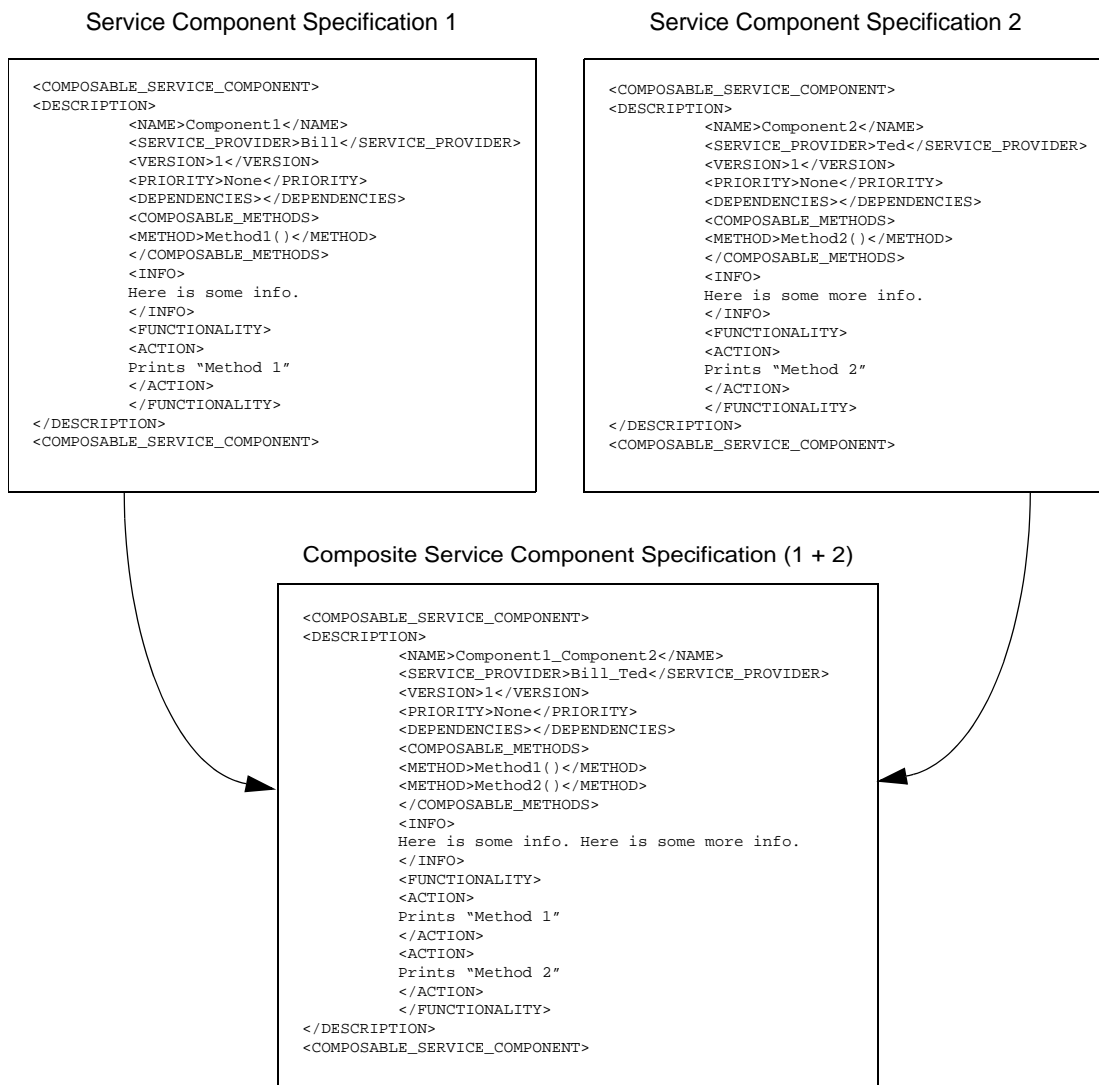 Service Component Specification 1
<COMPOSABLE_SERVICE_COMPONENT>
<DESCRIPTION>
<NAME>Component1</NAME>
<SERVICE_PROVIDER>Bill</SERVICE_PROVIDER>
<VERSION>1</VERSION>
<PRIORITY>None</PRIORITY>
<DEPENDENCIES></DEPENDENCIES>
<COMPOSABLE_METHODS>
<METHOD>Method1()</METHOD>
</COMPOSABLE_METHODS>
<INFO>
Here is some info.
</INFO>
<FUNCTIONALITY>
<ACTION>
Prints “Method 1”
</ACTION>
</FUNCTIONALITY>
</DESCRIPTION>
<COMPOSABLE_SERVICE_COMPONENT>
Service Component Specification 2
<COMPOSABLE_SERVICE_COMPONENT>
<DESCRIPTION>
<NAME>Component2</NAME>
<SERVICE_PROVIDER>Ted</SERVICE_PROVIDER>
<VERSION>1</VERSION>
<PRIORITY>None</PRIORITY>
<DEPENDENCIES></DEPENDENCIES>
<COMPOSABLE_METHODS>
<METHOD>Method2()</METHOD>
</COMPOSABLE_METHODS>
<INFO>
Here is some more info.
</INFO>
<FUNCTIONALITY>
<ACTION>
Prints “Method 2”
</ACTION>
</FUNCTIONALITY>
</DESCRIPTION>
<COMPOSABLE_SERVICE_COMPONENT>
Composite Service Component Specification (1 + 2)
<COMPOSABLE_SERVICE_COMPONENT>
<DESCRIPTION>
<NAME>Component1_Component2</NAME>
<SERVICE_PROVIDER>Bill_Ted</SERVICE_PROVIDER>
<VERSION>1</VERSION>
<PRIORITY>None</PRIORITY>
<DEPENDENCIES></DEPENDENCIES>
<COMPOSABLE_METHODS>
<METHOD>Method1()</METHOD>
<METHOD>Method2()</METHOD>
</COMPOSABLE_METHODS>
<INFO>
Here is some info. Here is some more info.
</INFO>
<FUNCTIONALITY>
<ACTION>
Prints “Method 1”
</ACTION>
<ACTION>
Prints “Method 2”
</ACTION>
</FUNCTIONALITY>
</DESCRIPTION>
<COMPOSABLE_SERVICE_COMPONENT>